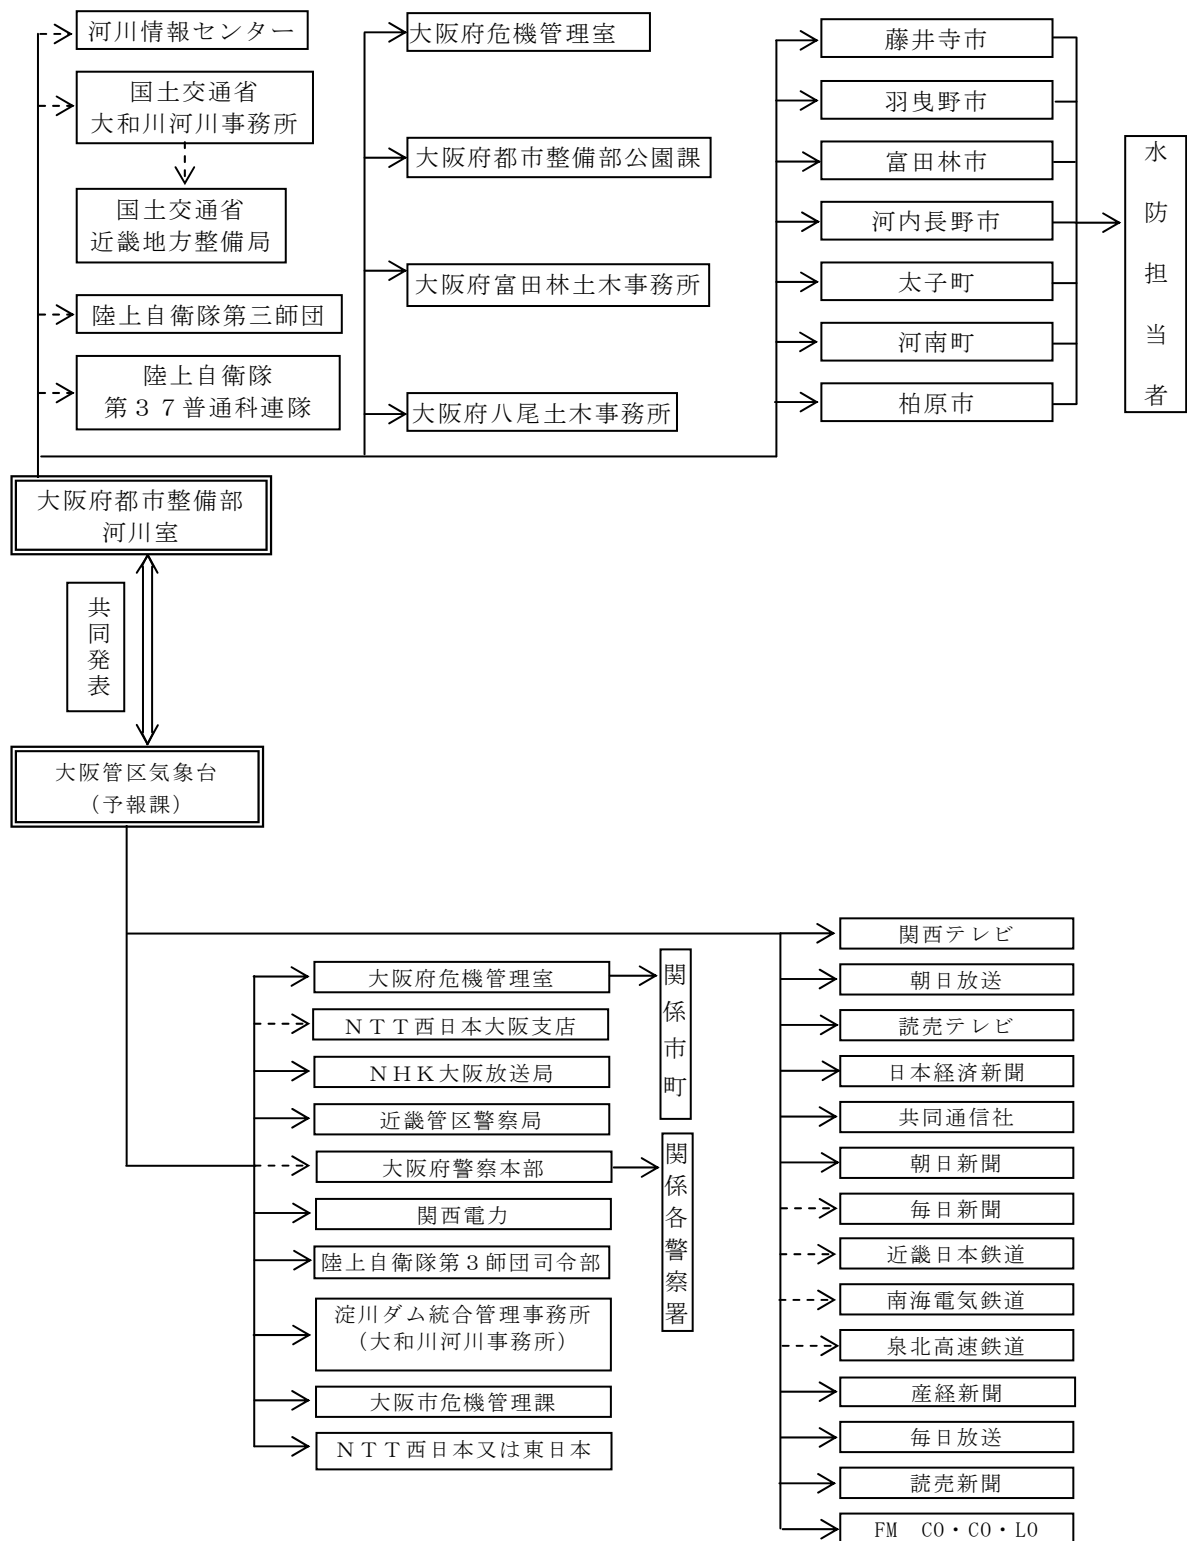 河川情報センター
国土交通省
大和川河川事務所
国土交通省
近畿地方整備局
陸上自衛隊第三師団
陸上自衛隊
第３７普通科連隊
大阪府危機管理室
大阪府都市整備部公園課
大阪府富田林土木事務所
大阪府八尾土木事務所
藤井寺市
羽曳野市
富田林市
河内長野市
太子町
河南町
柏原市
水防担当者
大阪府都市整備部
河川室
共同発表
大阪管区気象台
（予報課）
大阪府危機管理室
ＮＴＴ西日本大阪支店
ＮＨＫ大阪放送局
近畿管区警察局
大阪府警察本部
関西電力
陸上自衛隊第３師団司令部
淀川ダム統合管理事務所
（大和川河川事務所）
大阪市危機管理課
ＮＴＴ西日本又は東日本
関係市町
関係各警察署
関西テレビ
朝日放送
読売テレビ
日本経済新聞
共同通信社
朝日新聞
毎日新聞
近畿日本鉄道
南海電気鉄道
泉北高速鉄道
産経新聞
毎日放送
読売新聞
FM　CO・CO・LO